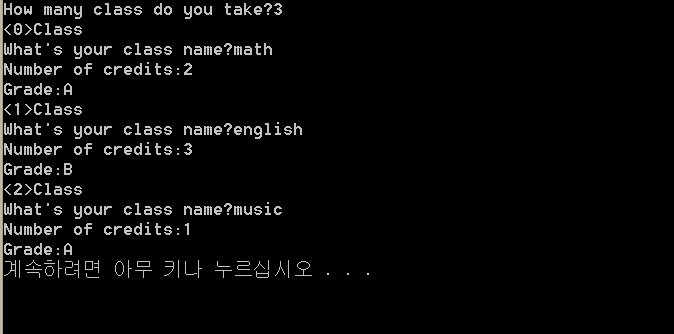 How many class do you take?3
<0>Class
What's your class name?math
Number of credits:2
Grade:A
<1>Class
What's your class name?english
Number of credits:3
Grade:B
<2>Class
What's your class name?music
Number of credits:1
Grade:A
계속하려면 아무 키나 누르십시오 . . .